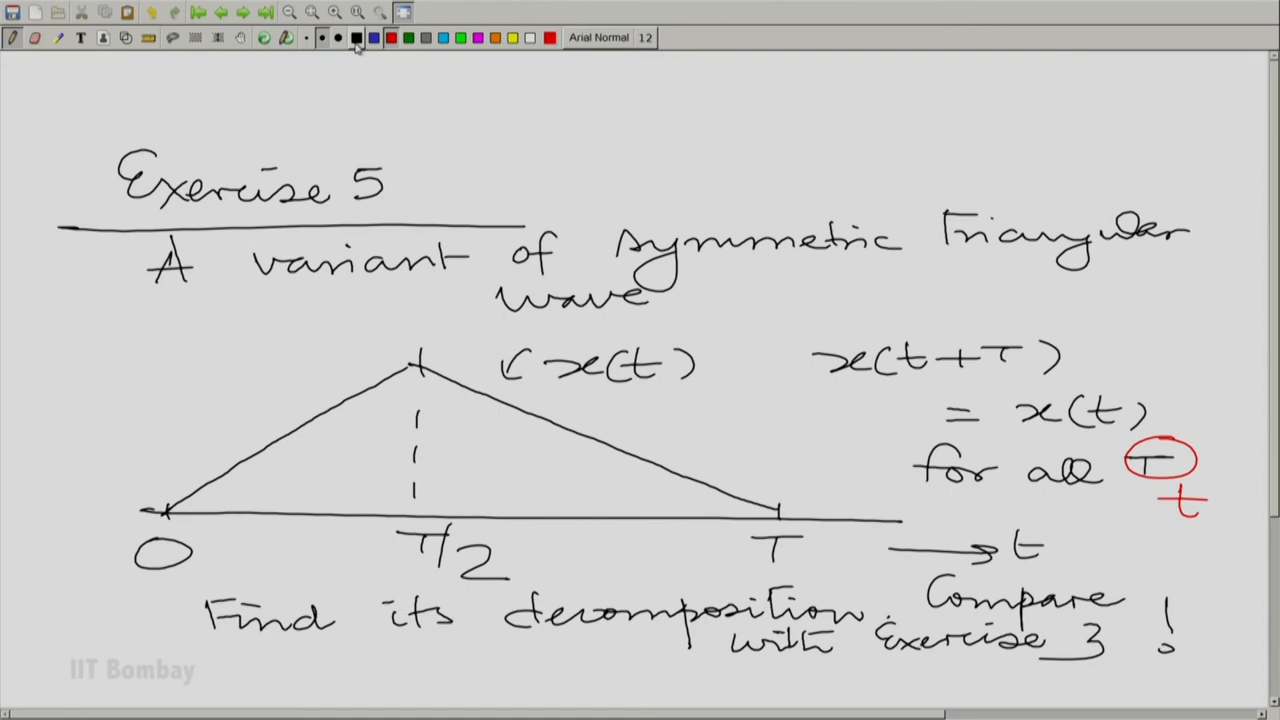 Arial Normal 12
Exercise 5
A variant of symmetric Triangular
wave
x(t) x(t+T)
= x(t)
for all T
t
0 T/2 T t
Find its decomposition. Compare
with Exercise 3 !
IIT Bombay